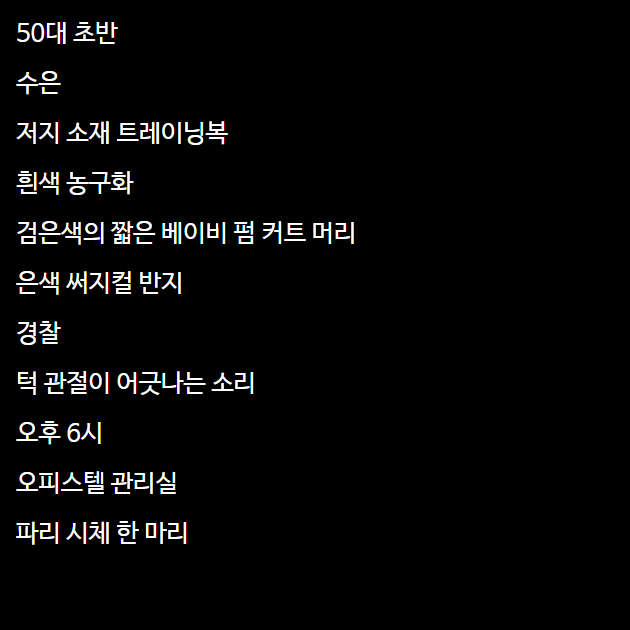 50대 초반
수은
저지 소재 트레이닝복
흰색 농구화
검은색의 짧은 베이비 펌 커트 머리
은색 써지컬 반지
경찰
턱 관절이 어긋나는 소리
오후 6시
오피스텔 관리실
파리 시체 한 마리